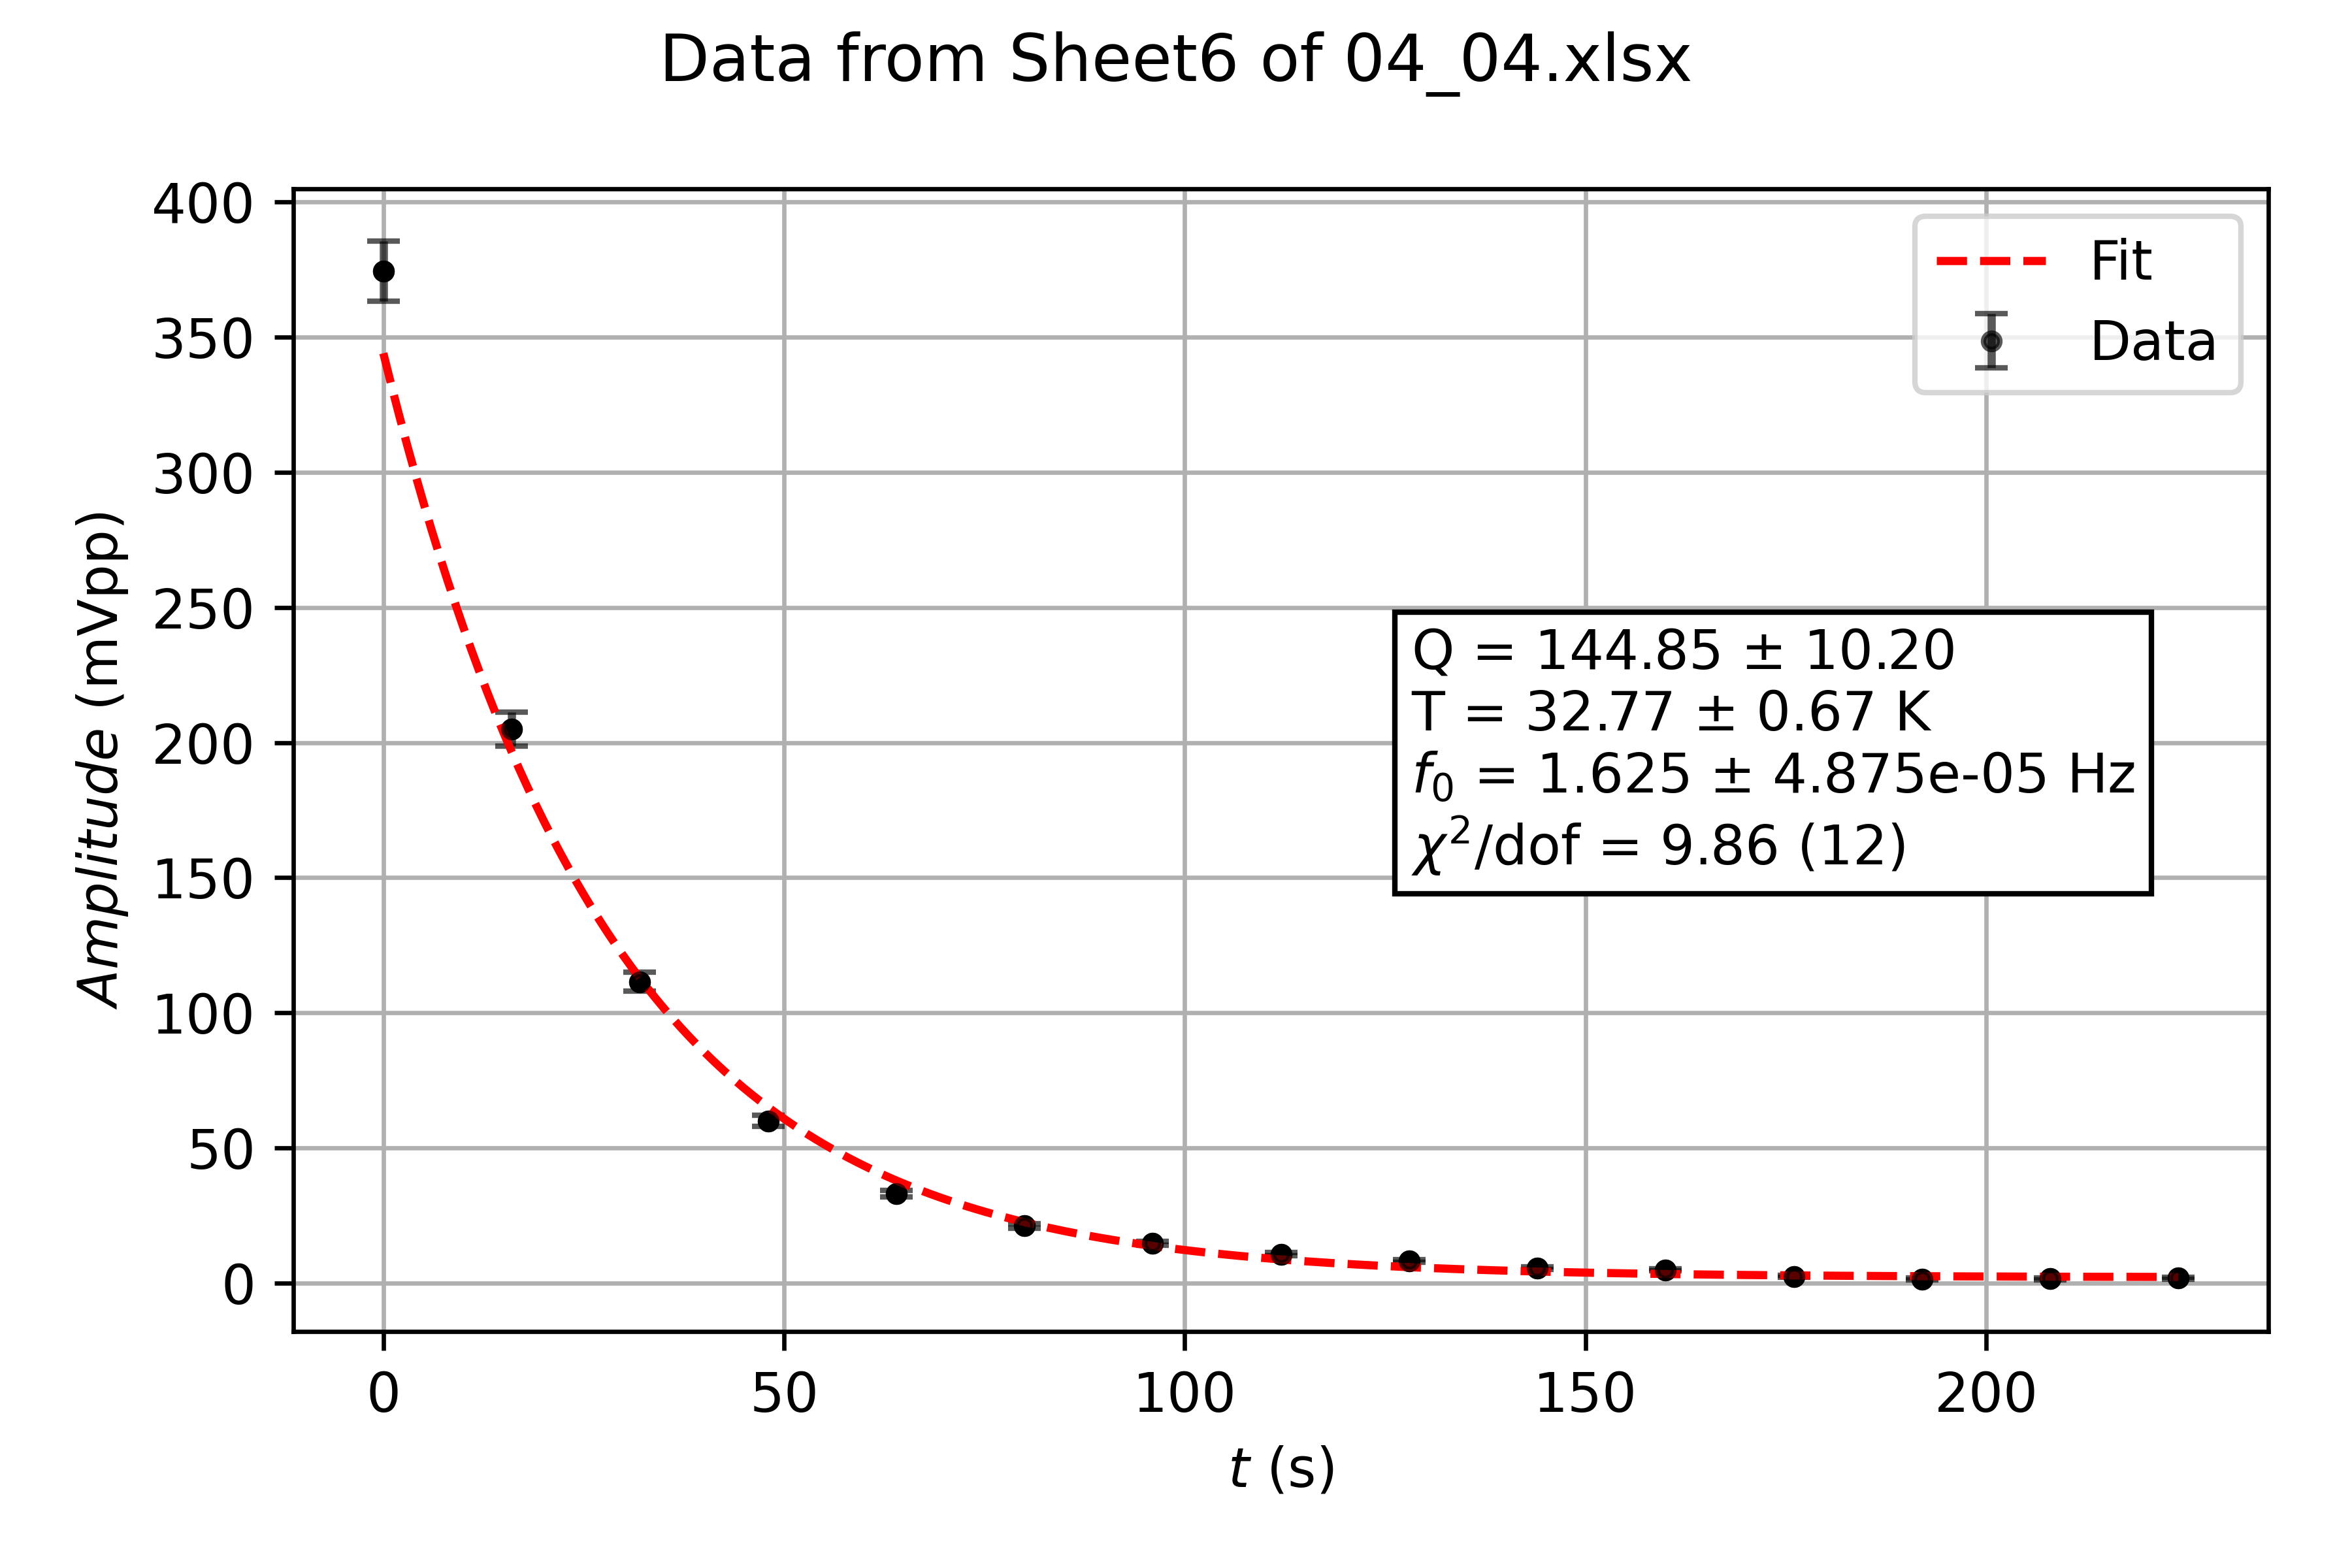 Data from Sheet6 of 04_04.xlsx
400
350
300
250
200
150
100
50
0
Amplitude (mVpp)
Fit
Data
Q = 144.85 ± 10.20
T = 32.77 ± 0.67 K
f₀ = 1.625 ± 4.875e-05 Hz
χ²/dof = 9.86 (12)
0 50 100 150 200
t (s)